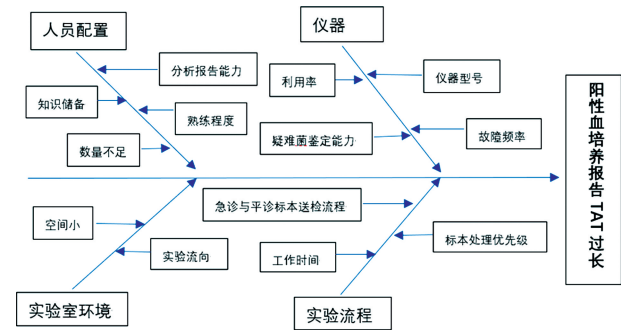 人员配置
分析报告能力
知识储备
熟练程度
数量不足
仪器
利用率
仪器型号
疑难菌鉴定能力
故障频率
空间小
实验流向
实验室环境
急诊与平诊标本送检流程
标本处理优先级
工作时间
实验流程
阳性血培养报告TAT过长